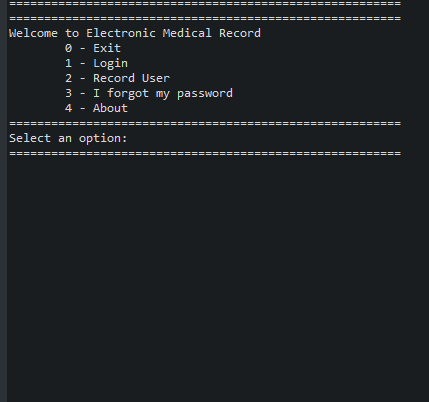 ========================================================
========================================================
Welcome to Electronic Medical Record
        0 - Exit
        1 - Login
        2 - Record User
        3 - I forgot my password
        4 - About
========================================================
Select an option:
========================================================